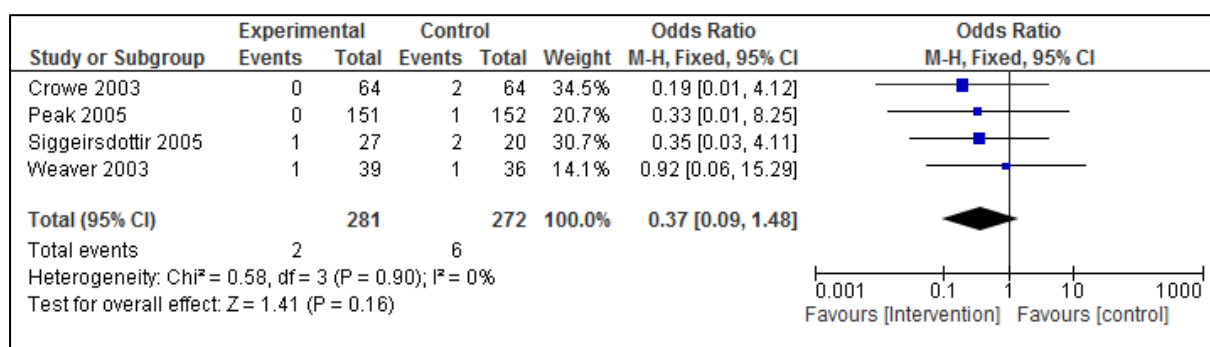 Experimental Control Odds Ratio Odds Ratio
Study or Subgroup Events Total Events Total Weight M-H, Fixed, 95% CI M-H, Fixed, 95% CI
Crowe 2003 0 64 2 64 34.5% 0.19 [0.01, 4.12]
Peak 2005 0 151 1 152 20.7% 0.33 [0.01, 8.25]
Siggeirsdottir 2005 1 27 2 20 30.7% 0.35 [0.03, 4.11]
Weaver 2003 1 39 1 36 14.1% 0.92 [0.06, 15.29]
Total (95% CI) 281 272 100.0% 0.37 [0.09, 1.48]
Total events 2 6
Heterogeneity: Chi² = 0.58, df = 3 (P = 0.90); I² = 0%
Test for overall effect: Z = 1.41 (P = 0.16)
0.001 0.1 1 10 1000
Favours [Intervention] Favours [control]